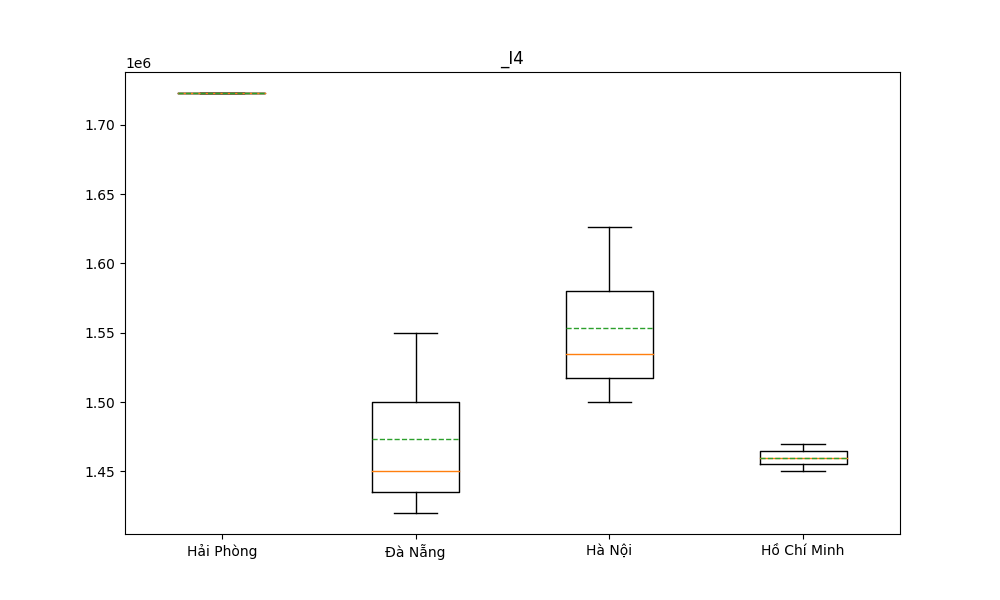 _l4
1e6
1.70
1.65
1.60
1.55
1.50
1.45
Hải Phòng
Đà Nẵng
Hà Nội
Hồ Chí Minh